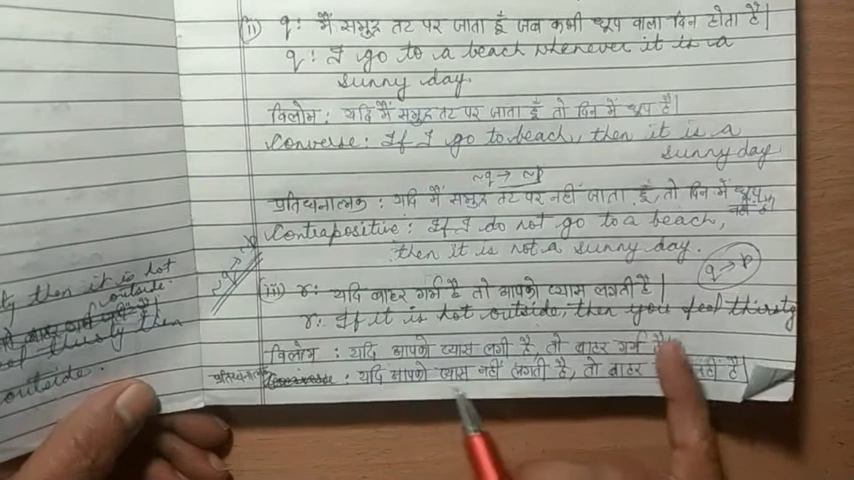 ii) q: मैं समुद्र तट पर जाता हूँ जब कभी धूप वाला दिन होता है।
q: I go to a beach whenever it is a
sunny day.
विलोम: यदि मैं समुद्र तट पर जाता हूँ तो दिन में धूप है।
Converse: If I go to beach, then it is a
sunny day
~q → ~p
प्रतिधनात्मक: यदि मैं समुद्र तट पर नहीं जाता हूँ, तो दिन में धूप
नहीं है।
Contrapositive: If I do not go to a beach,
then it is not a sunny day.
q → p
iii) r: यदि बाहर गर्म है तो आपको प्यास लगती है।
r: If it is hot outside, then you feel thirsty
विलोम: यदि आपको प्यास लगी है तो बाहर गर्म है।
प्रतिधनात्मक: यदि आपको प्यास नहीं लगती है, तो बाहर नहीं है।
then it is hot
outside.
thirsty then
outside.